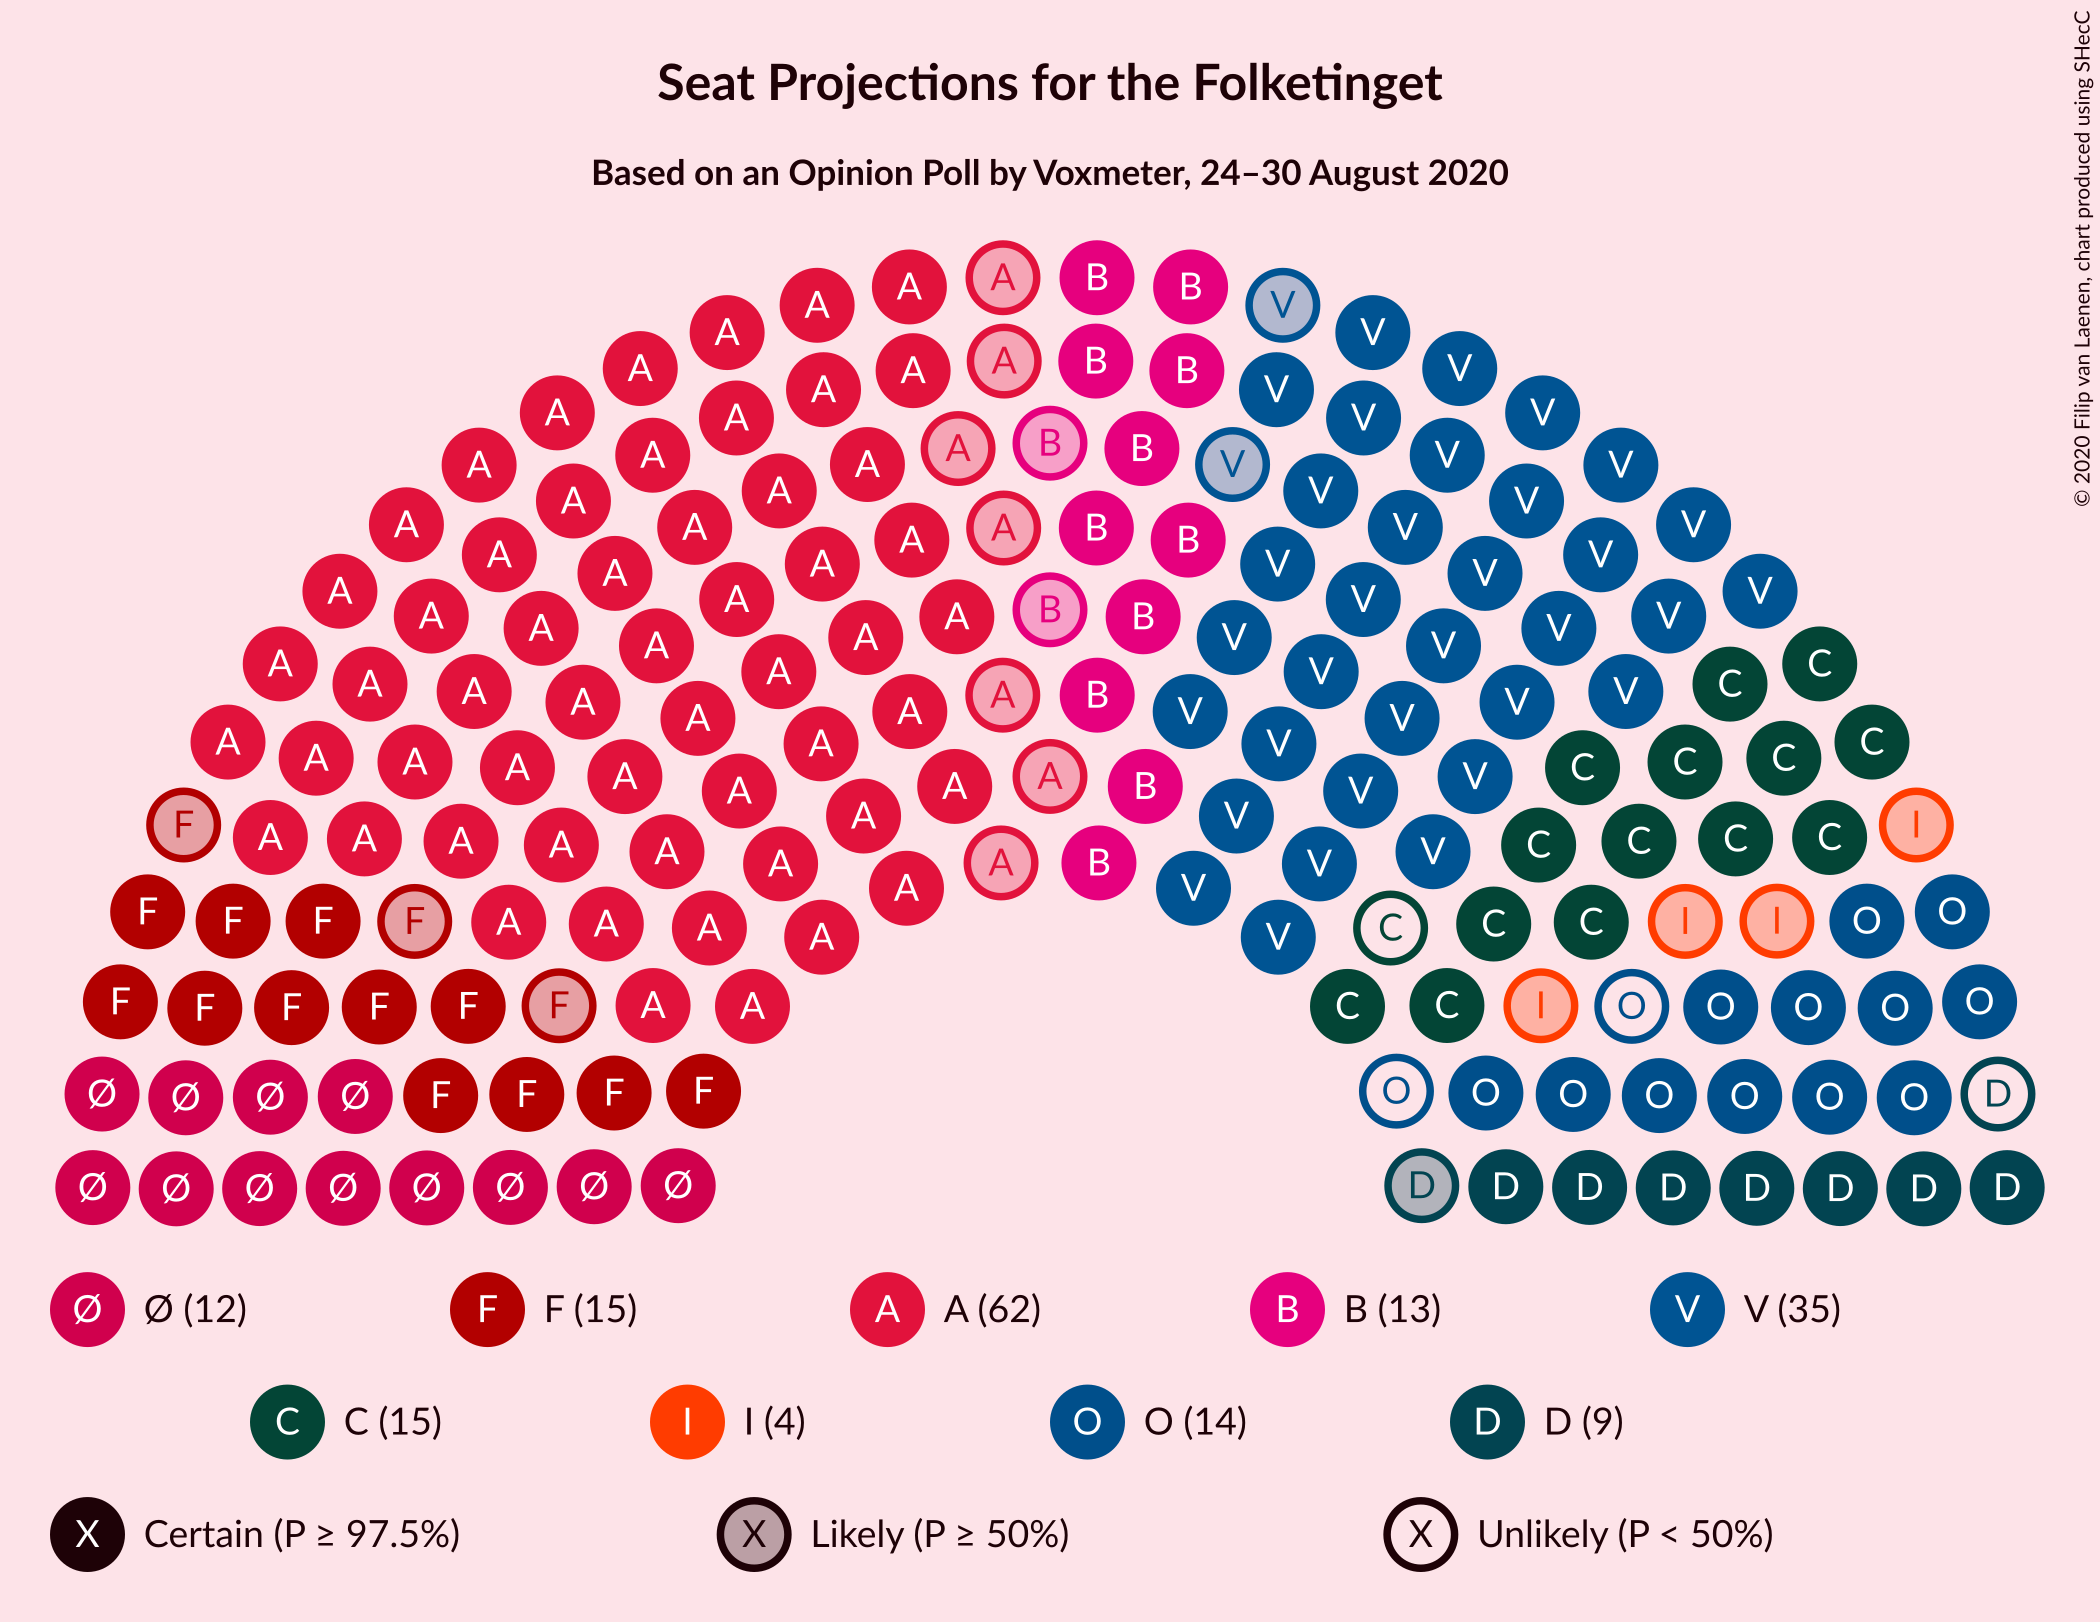 Seat Projections for the Folketinget
Based on an Opinion Poll by Voxmeter, 24–30 August 2020
© 2020 Filip van Laenen, chart produced using SHecC
A B B
A A V V
A A V
A A B B V
A A A B V V
A V
A A A B V V
A A A V V
A A V V
A A A B B V V
A A A V V
A A A V V
A A B B V V
A A A V V
A A A V V
A A C C
A A A B V V
A A A V V
A A A V V C
A A A V C C
A A A A B V V C
F A I
A A A A A V C C C C
A A A B V V
A A V
F F F F A A A A V C C C I I O O
F F F F F F A A C C I O O O O O
Ø Ø Ø Ø F F F F O O O O O O O D
Ø Ø Ø Ø Ø Ø Ø Ø D D D D D D D D
Ø Ø (12) F F (15) A A (62) B B (13) V V (35)
C C (15) I I (4) O O (14) D D (9)
X Certain (P ≥ 97.5%) X Likely (P ≥ 50%) X Unlikely (P < 50%)